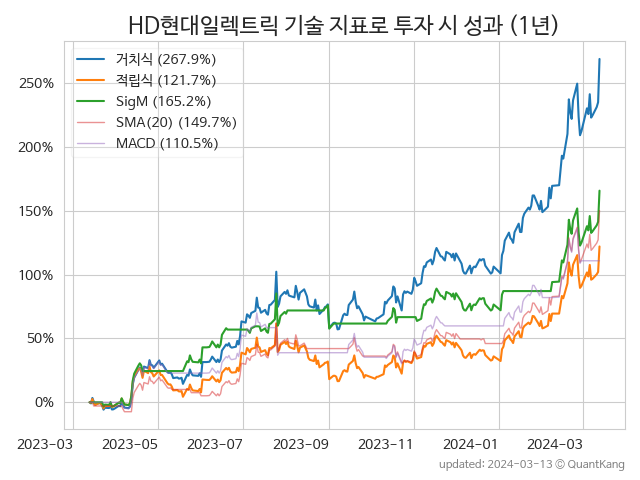 HD현대일렉트릭 기술 지표로 투자 시 성과 (1년)
거치식 (267.9%)
적립식 (121.7%)
SigM (165.2%)
SMA(20) (149.7%)
MACD (110.5%)
250%
200%
150%
100%
50%
0%
2023-03 2023-05 2023-07 2023-09 2023-11 2024-01 2024-03
updated: 2024-03-13 © QuantKang